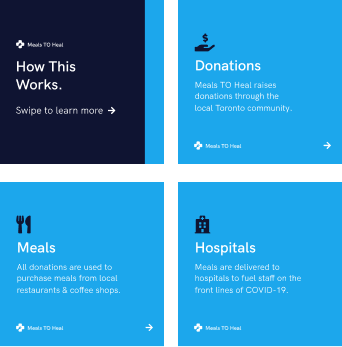 Meals TO Heal
How This
Works.
Swipe to learn more →
$
Donations
Meals TO Heal raises
donations through the
local Toronto community.
Meals TO Heal
→
Meals
All donations are used to
purchase meals from local
restaurants & coffee shops.
Meals TO Heal
→
Hospitals
Meals are delivered to
hospitals to fuel staff on the
front lines of COVID-19.
Meals TO Heal